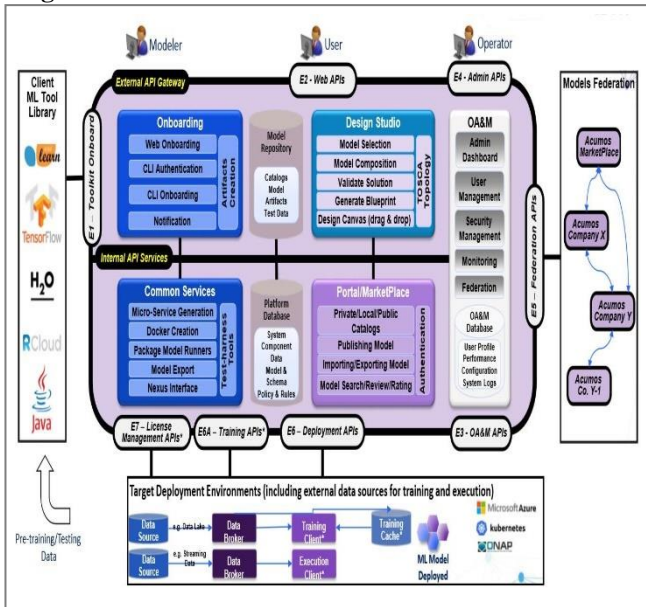 Modeler
User
Operator
Client
ML Tool
Library
External API Gateway
E2 - Web APIs
E4 - Admin APIs
Models Federation
E1 – ToolKit Onboard
learn
TensorFlow
H2O
RCloud
Java
Pre-training/Testing
Data
Onboarding
Web Onboarding
CLI Authentication
CLI Onboarding
Notification
Artifacts
Creation
Model
Repository
Catalogs
Model
Artifacts
Test Data
Design Studio
Model Selection
Model Composition
Validate Solution
Generate Blueprint
Design Canvas (drag & drop)
TOSCA
Topology
OA&M
Admin
Dashboard
User
Management
Security
Management
Monitoring
Federation
OA&M
Database
User Profile
Performance
Configuration
System Logs
E5 - Federation APIs
Acumos
MarketPlace
Acumos
Company X
Acumos
Company Y
Acumos
Co. Y-1
Internal API Services
Common Services
Micro-Service Generation
Docker Creation
Package Model Runners
Model Export
Nexus Interface
Test-harness
Tools
Platform
Database
System
Component
Data
Model &
Schema
Policy & Rules
Portal/MarketPlace
Private/Local/Public
Catalogs
Publishing Model
Importing/Exporting Model
Model Search/Review/Rating
Authentication
E7 – License
Management APIs*
E6A – Training APIs*
E6 – Deployment APIs
E3 - OA&M APIs
Target Deployment Environments (including external data sources for training and execution)
Data
Source
e.g. Data Lake
Data
Broker
Training
Client*
Training
Cache*
Data
Source
e.g. Streaming
Data
Data
Broker
Execution
Client*
ML Model
Deployed
Microsoft Azure
kubernetes
ONAP